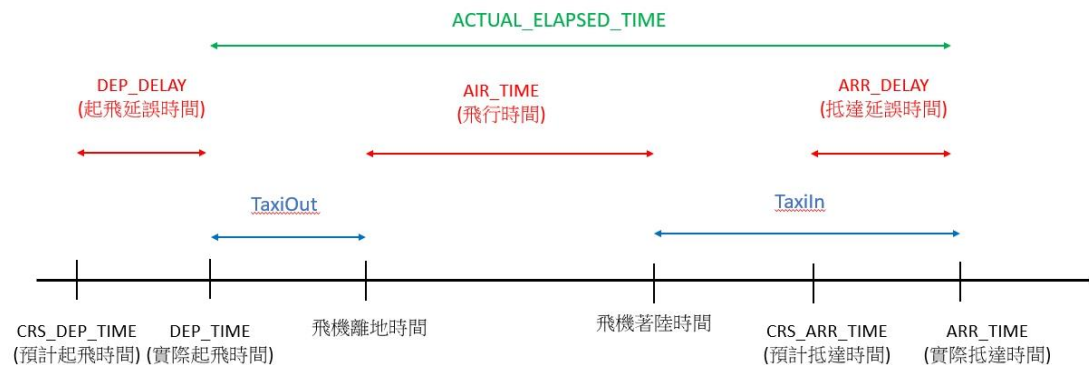 ACTUAL_ELAPSED_TIME
DEP_DELAY
(起飛延誤時間)
AIR_TIME
(飛行時間)
ARR_DELAY
(抵達延誤時間)
TaxiOut
TaxiIn
CRS_DEP_TIME
(預計起飛時間)
DEP_TIME
(實際起飛時間)
飛機離地時間
飛機著陸時間
CRS_ARR_TIME
(預計抵達時間)
ARR_TIME
(實際抵達時間)